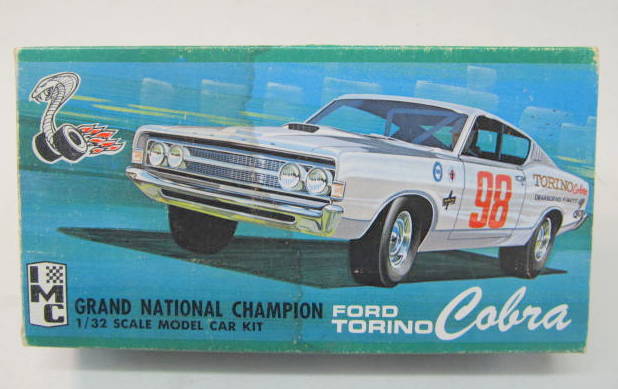 98
TORINO Cobra
IMC
GRAND NATIONAL CHAMPION
1/32 SCALE MODEL CAR KIT
FORD
TORINO
Cobra